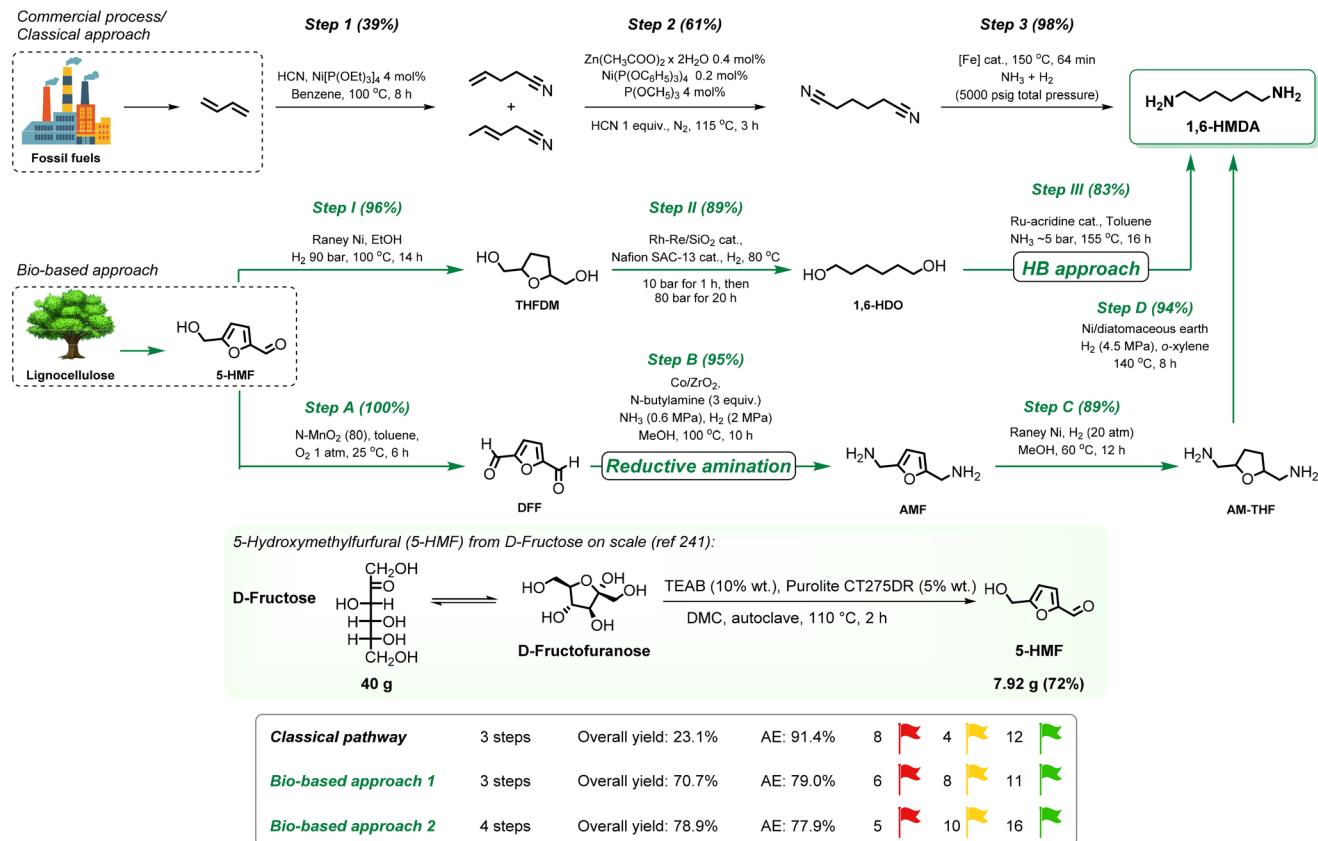 Commercial process/
Classical approach
Fossil fuels
Step 1 (39%)
HCN, Ni[P(OEt)₃]₄ 4 mol%
Benzene, 100 °C, 8 h
N
+
N
Step 2 (61%)
Zn(CH₃COO)₂ x 2H₂O 0.4 mol%
Ni(P(OC₆H₅)₃)₄ 0.2 mol%
P(OCH₅)₃ 4 mol%
HCN 1 equiv., N₂, 115 °C, 3 h
N
N
Step 3 (98%)
[Fe] cat., 150 °C, 64 min
NH₃ + H₂
(5000 psig total pressure)
H₂N
NH₂
1,6-HMDA
Bio-based approach
Lignocellulose
HO
O
O
5-HMF
Step I (96%)
Raney Ni, EtOH
H₂ 90 bar, 100 °C, 14 h
HO
O
OH
THFDM
Step II (89%)
Rh-Re/SiO₂ cat.,
Nafion SAC-13 cat., H₂, 80 °C
10 bar for 1 h, then
80 bar for 20 h
HO
OH
1,6-HDO
Step III (83%)
Ru-acridine cat., Toluene
NH₃ ~5 bar, 155 °C, 16 h
HB approach
Step D (94%)
Ni/diatomaceous earth
H₂ (4.5 MPa), o-xylene
140 °C, 8 h
Step A (100%)
N-MnO₂ (80), toluene,
O₂ 1 atm, 25 °C, 6 h
H
O
O
O
H
DFF
Step B (95%)
Co/ZrO₂,
N-butylamine (3 equiv.)
NH₃ (0.6 MPa), H₂ (2 MPa)
MeOH, 100 °C, 10 h
Reductive amination
NH₂
O
NH₂
AMF
Step C (89%)
Raney Ni, H₂ (20 atm)
MeOH, 60 °C, 12 h
NH₂
O
NH₂
AM-THF
5-Hydroxymethylfurfural (5-HMF) from D-Fructose on scale (ref 241):
D-Fructose
CH₂OH
O
HO H
H OH
H OH
CH₂OH
40 g
HO
O
OH
OH
HO
OH
D-Fructofuranose
TEAB (10% wt.), Purolite CT275DR (5% wt.)
DMC, autoclave, 110 °C, 2 h
HO
O
O
5-HMF
7.92 g (72%)
Classical pathway 3 steps Overall yield: 23.1% AE: 91.4% 8 4 12
Bio-based approach 1 3 steps Overall yield: 70.7% AE: 79.0% 6 8 11
Bio-based approach 2 4 steps Overall yield: 78.9% AE: 77.9% 5 10 16